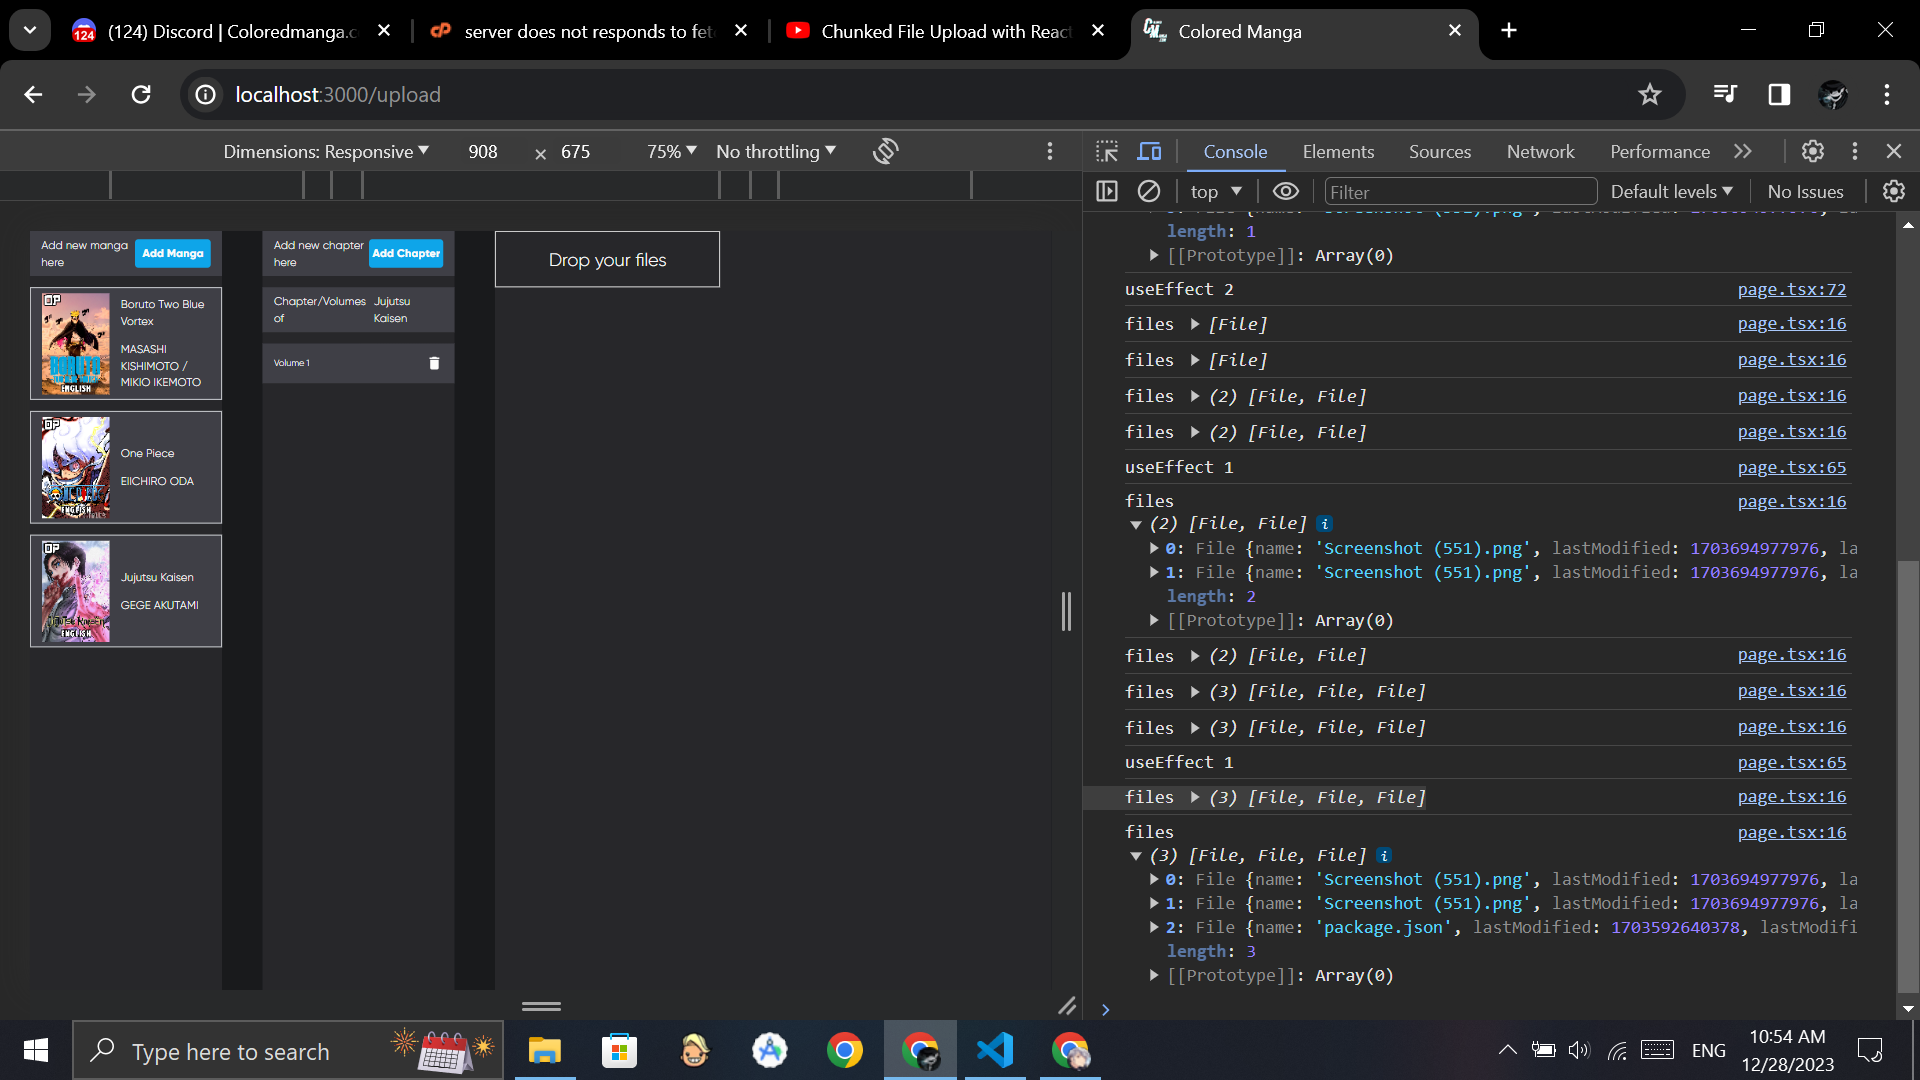 (124) Discord | Coloredmanga.c
server does not responds to fet
Chunked File Upload with React
Colored Manga
localhost:3000/upload
Dimensions: Responsive
908 × 675
75%
No throttling
Console
Elements
Sources
Network
Performance
top
Filter
Default levels
No Issues
Add new manga here
Add Manga
Boruto Two Blue Vortex
MASASHI KISHIMOTO / MIKIO IKEMOTO
ENGLISH
One Piece
EIICHIRO ODA
ENGLISH
Jujutsu Kaisen
GEGE AKUTAMI
ENGLISH
Add new chapter here
Add Chapter
Chapter/Volumes of
Jujutsu Kaisen
Volume 1
Drop your files
length: 1
[[Prototype]]: Array(0)
useEffect 2 page.tsx:72
files [File] page.tsx:16
files [File] page.tsx:16
files (2) [File, File] page.tsx:16
files (2) [File, File] page.tsx:16
useEffect 1 page.tsx:65
files page.tsx:16
(2) [File, File] i
0: File {name: 'Screenshot (551).png', lastModified: 1703694977976, la
1: File {name: 'Screenshot (551).png', lastModified: 1703694977976, la
length: 2
[[Prototype]]: Array(0)
files (2) [File, File] page.tsx:16
files (3) [File, File, File] page.tsx:16
files (3) [File, File, File] page.tsx:16
useEffect 1 page.tsx:65
files (3) [File, File, File] page.tsx:16
files page.tsx:16
(3) [File, File, File] i
0: File {name: 'Screenshot (551).png', lastModified: 1703694977976, la
1: File {name: 'Screenshot (551).png', lastModified: 1703694977976, la
2: File {name: 'package.json', lastModified: 1703592640378, lastModifi
length: 3
[[Prototype]]: Array(0)
Type here to search
ENG
10:54 AM
12/28/2023